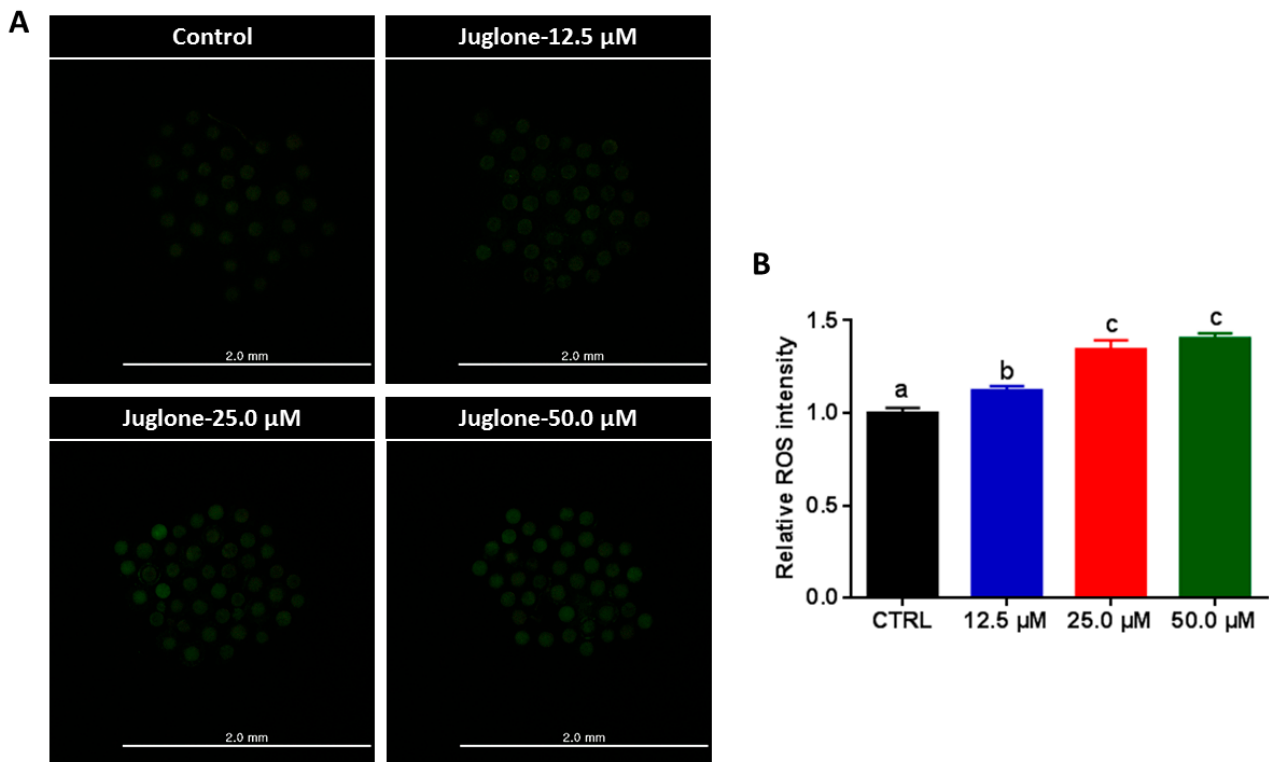 A
Control
Juglone-12.5 µM
2.0 mm
2.0 mm
Juglone-25.0 µM
Juglone-50.0 µM
2.0 mm
2.0 mm
B
Relative ROS intensity
1.5
1.0
0.5
0.0
a
b
c
c
CTRL
12.5 µM
25.0 µM
50.0 µM